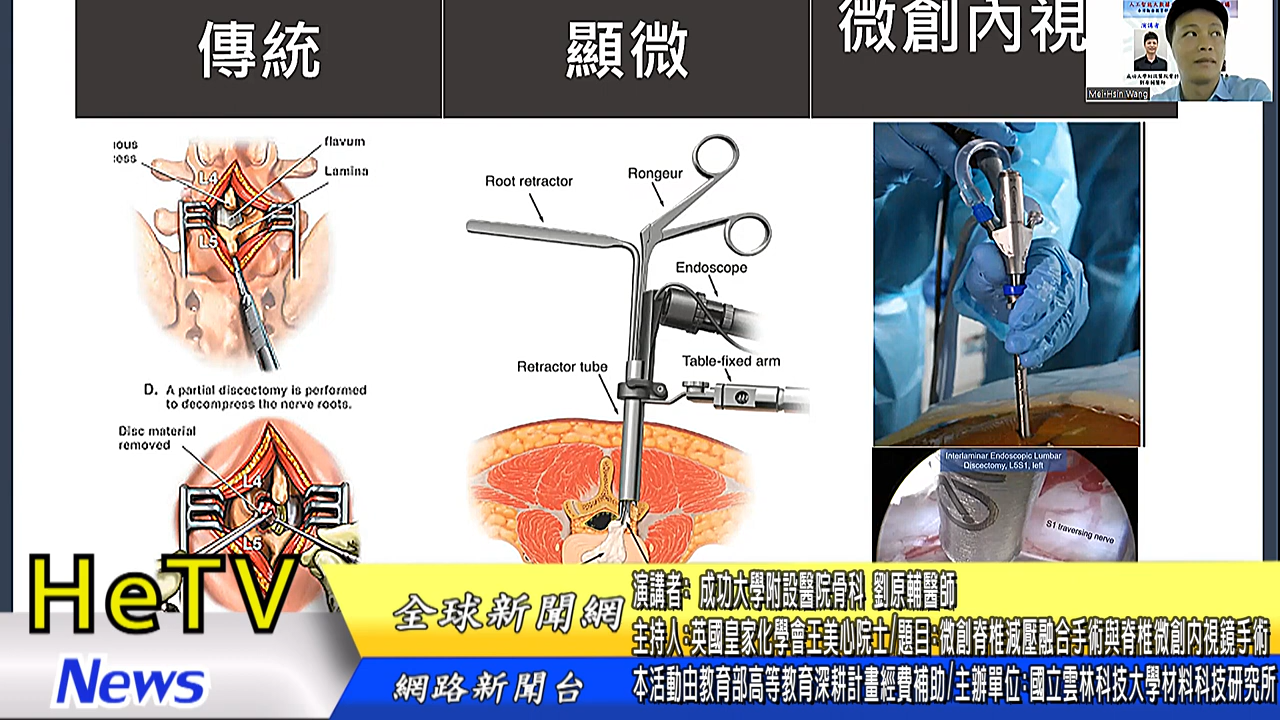 傳統
顯微
微創內視
Mei-Hsin Wang
flavum
Lamina
L4
L5
D. A partial discectomy is performed
to decompress the nerve roots.
Disc material
removed
L4
L5
Root retractor
Rongeur
Endoscope
Retractor tube
Table-fixed arm
Interlaminar Endoscopic Lumbar
Discectomy, L5S1, left
S1 traversing nerve
HeTV
News
全球新聞網
網路新聞台
演講者: 成功大學附設醫院骨科 劉原輔醫師
主持人:英國皇家化學會王美心院士/題目:微創脊椎減壓融合手術與脊椎微創內視鏡手術
本活動由教育部高等教育深耕計畫經費補助/主辦單位:國立雲林科技大學材料科技研究所